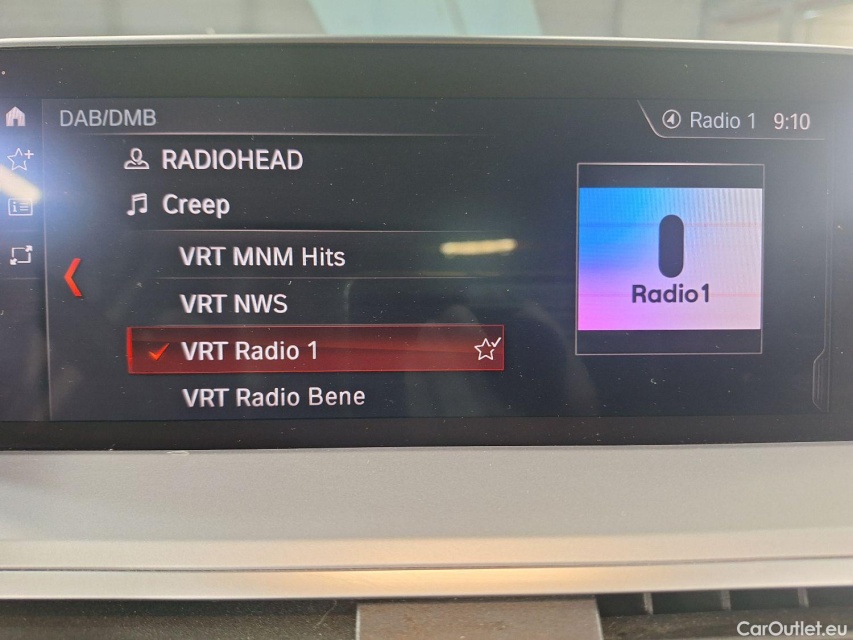 DAB/DMB
Radio 1 9:10
RADIOHEAD
Creep
VRT MNM Hits
VRT NWS
VRT Radio 1
VRT Radio Bene
Radio1
CarOutlet.eu